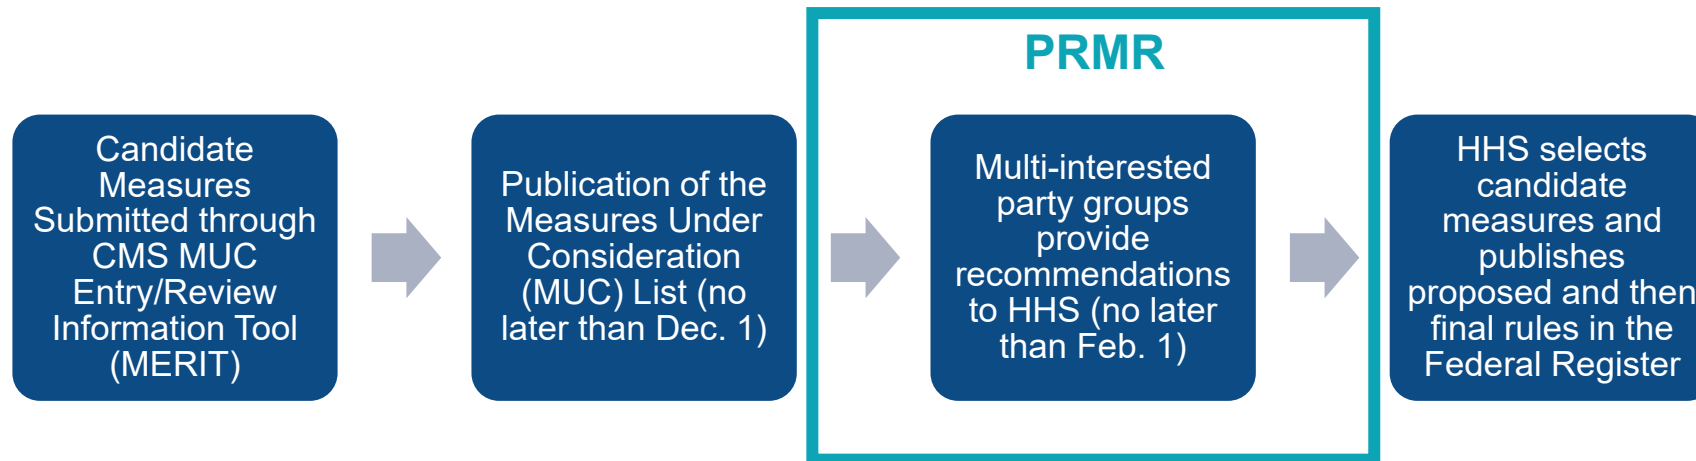 PRMR
Candidate
Measures
Submitted through
CMS MUC
Entry/Review
Information Tool
(MERIT)
Publication of the
Measures Under
Consideration
(MUC) List (no
later than Dec. 1)
Multi-interested
party groups
provide
recommendations
to HHS (no later
than Feb. 1)
HHS selects
candidate
measures and
publishes
proposed and then
final rules in the
Federal Register